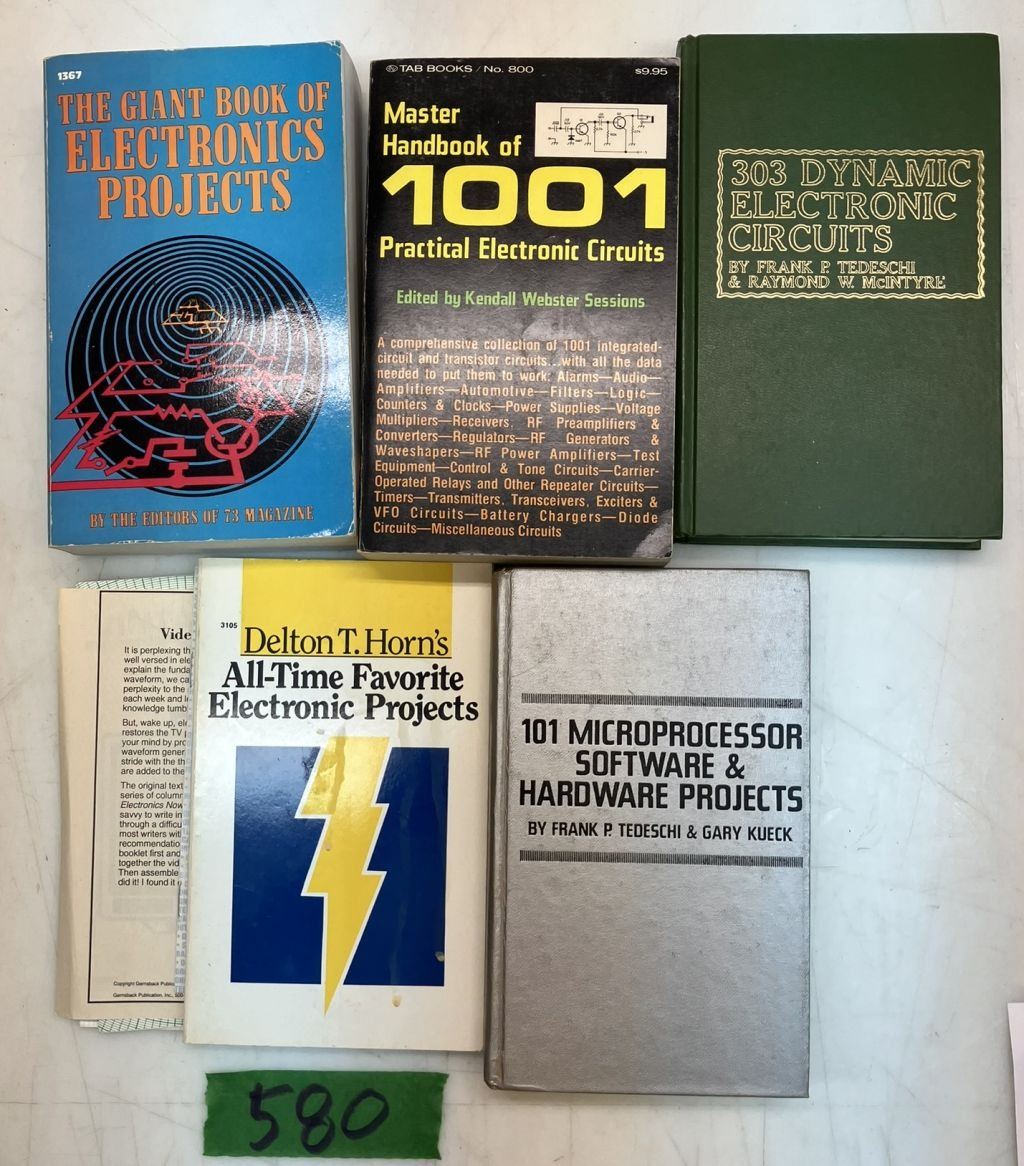 1367
THE GIANT BOOK OF
ELECTRONICS
PROJECTS
BY THE EDITORS OF 73 MAGAZINE
TAB BOOKS / No. 800
$9.95
Master
Handbook of
1001
Practical Electronic Circuits
Edited by Kendall Webster Sessions
A comprehensive collection of 1001 integrated-
circuit and transistor circuits...with all the data
needed to put them to work: Alarms—Audio—
Amplifiers—Automotive—Filters—Logic—
Counters & Clocks—Power Supplies—Voltage
Multipliers—Receivers, RF Preamplifiers &
Converters—Regulators—RF Generators &
Waveshapers—RF Power Amplifiers—Test
Equipment—Control & Tone Circuits—Carrier-
Operated Relays and Other Repeater Circuits—
Timers—Transmitters, Transceivers, Exciters &
VFO Circuits—Battery Chargers—Diode
Circuits—Miscellaneous Circuits
303 DYNAMIC
ELECTRONIC
CIRCUITS
BY FRANK P. TEDESCHI
& RAYMOND W. McINTYRE
Vide
It is perplexing th
well versed in ele
explain the funda
waveform, we ca
perplexity to the
each week and le
knowledge tumb
But, wake up, ele
restores the TV p
your mind by pro
waveform gener
stride with the th
are added to the
The original text
series of column
Electronics Now
savvy to write in
through a difficu
most writers wit
recommendatio
booklet first and
together the vid
Then assemble
did it! I found it
Copyright Gernsback Public
Gernsback Publication, Inc., 500
3105
Delton T. Horn's
All-Time Favorite
Electronic Projects
101 MICROPROCESSOR
SOFTWARE &
HARDWARE PROJECTS
BY FRANK P. TEDESCHI & GARY KUECK
580